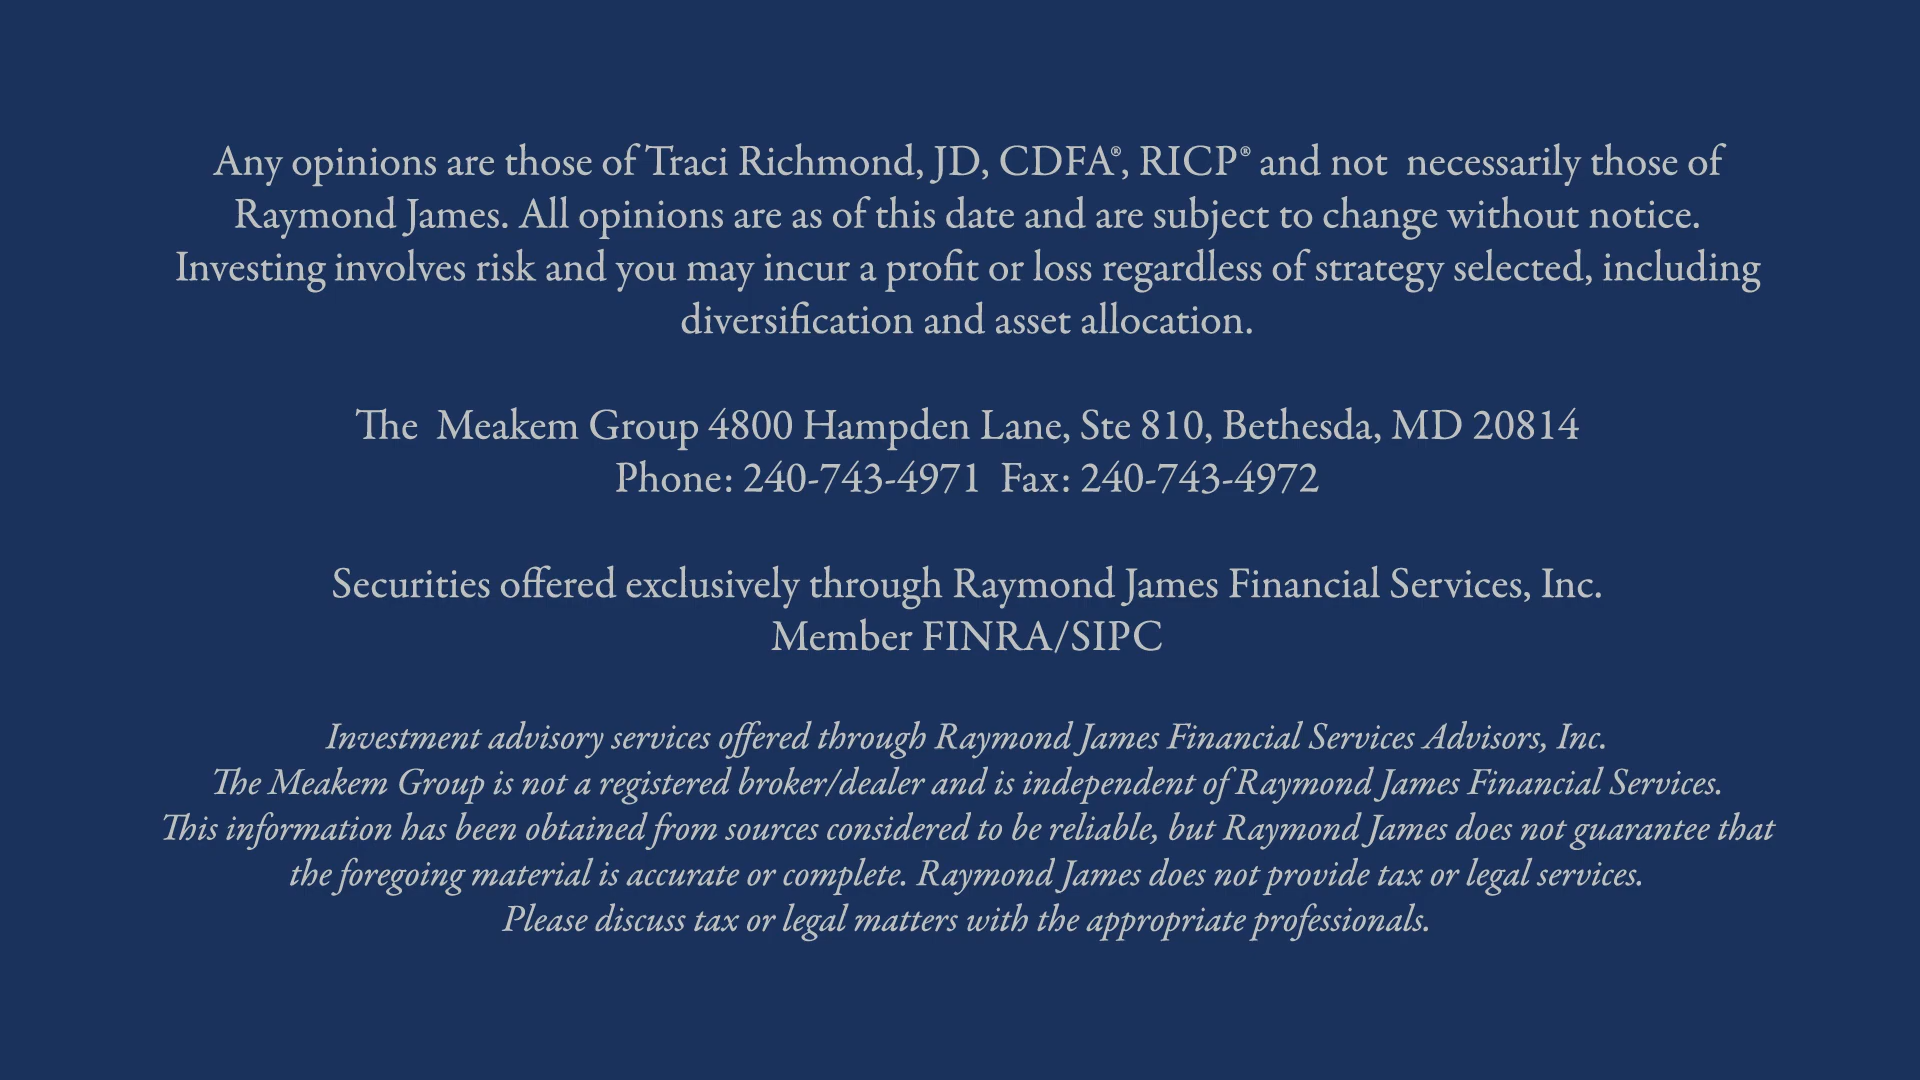 Any opinions are those of Traci Richmond, JD, CDFA®, RICP® and not  necessarily those of
Raymond James. All opinions are as of this date and are subject to change without notice.
Investing involves risk and you may incur a profit or loss regardless of strategy selected, including
diversification and asset allocation.
The  Meakem Group 4800 Hampden Lane, Ste 810, Bethesda, MD 20814
Phone: 240-743-4971  Fax: 240-743-4972
Securities offered exclusively through Raymond James Financial Services, Inc.
Member FINRA/SIPC
Investment advisory services offered through Raymond James Financial Services Advisors, Inc.
The Meakem Group is not a registered broker/dealer and is independent of Raymond James Financial Services.
This information has been obtained from sources considered to be reliable, but Raymond James does not guarantee that
the foregoing material is accurate or complete. Raymond James does not provide tax or legal services.
Please discuss tax or legal matters with the appropriate professionals.